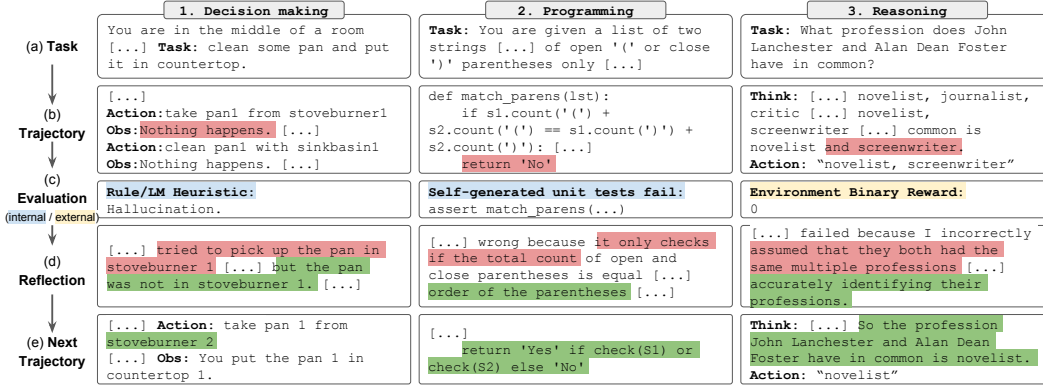 1. Decision making
2. Programming
3. Reasoning
(a) Task
You are in the middle of a room
[...] Task: clean some pan and put
it in countertop.
Task: You are given a list of two
strings [...] of open '(' or close
')' parentheses only [...]
Task: What profession does John
Lanchester and Alan Dean Foster
have in common?
(b)
Trajectory
[...]
Action:take pan1 from stoveburner1
Obs:Nothing happens. [...]
Action:clean pan1 with sinkbasin1
Obs:Nothing happens. [...]
def match_parens(lst):
if s1.count('(') +
s2.count('(') == s1.count(')') +
s2.count(')'): [...]
return 'No'
Think: [...] novelist, journalist,
critic [...] novelist,
screenwriter [...] common is
novelist and screenwriter.
Action: “novelist, screenwriter”
(c)
Evaluation
(internal / external)
Rule/LM Heuristic:
Hallucination.
Self-generated unit tests fail:
assert match_parens(...)
Environment Binary Reward:
0
(d)
Reflection
[...] tried to pick up the pan in
stoveburner 1 [...] but the pan
was not in stoveburner 1. [...]
[...] wrong because it only checks
if the total count of open and
close parentheses is equal [...]
order of the parentheses [...]
[...] failed because I incorrectly
assumed that they both had the
same multiple professions [...]
accurately identifying their
professions.
(e) Next
Trajectory
[...] Action: take pan 1 from
stoveburner 2
[...] Obs: You put the pan 1 in
countertop 1.
[...]
return 'Yes' if check(S1) or
check(S2) else 'No'
Think: [...] So the profession
John Lanchester and Alan Dean
Foster have in common is novelist.
Action: “novelist”